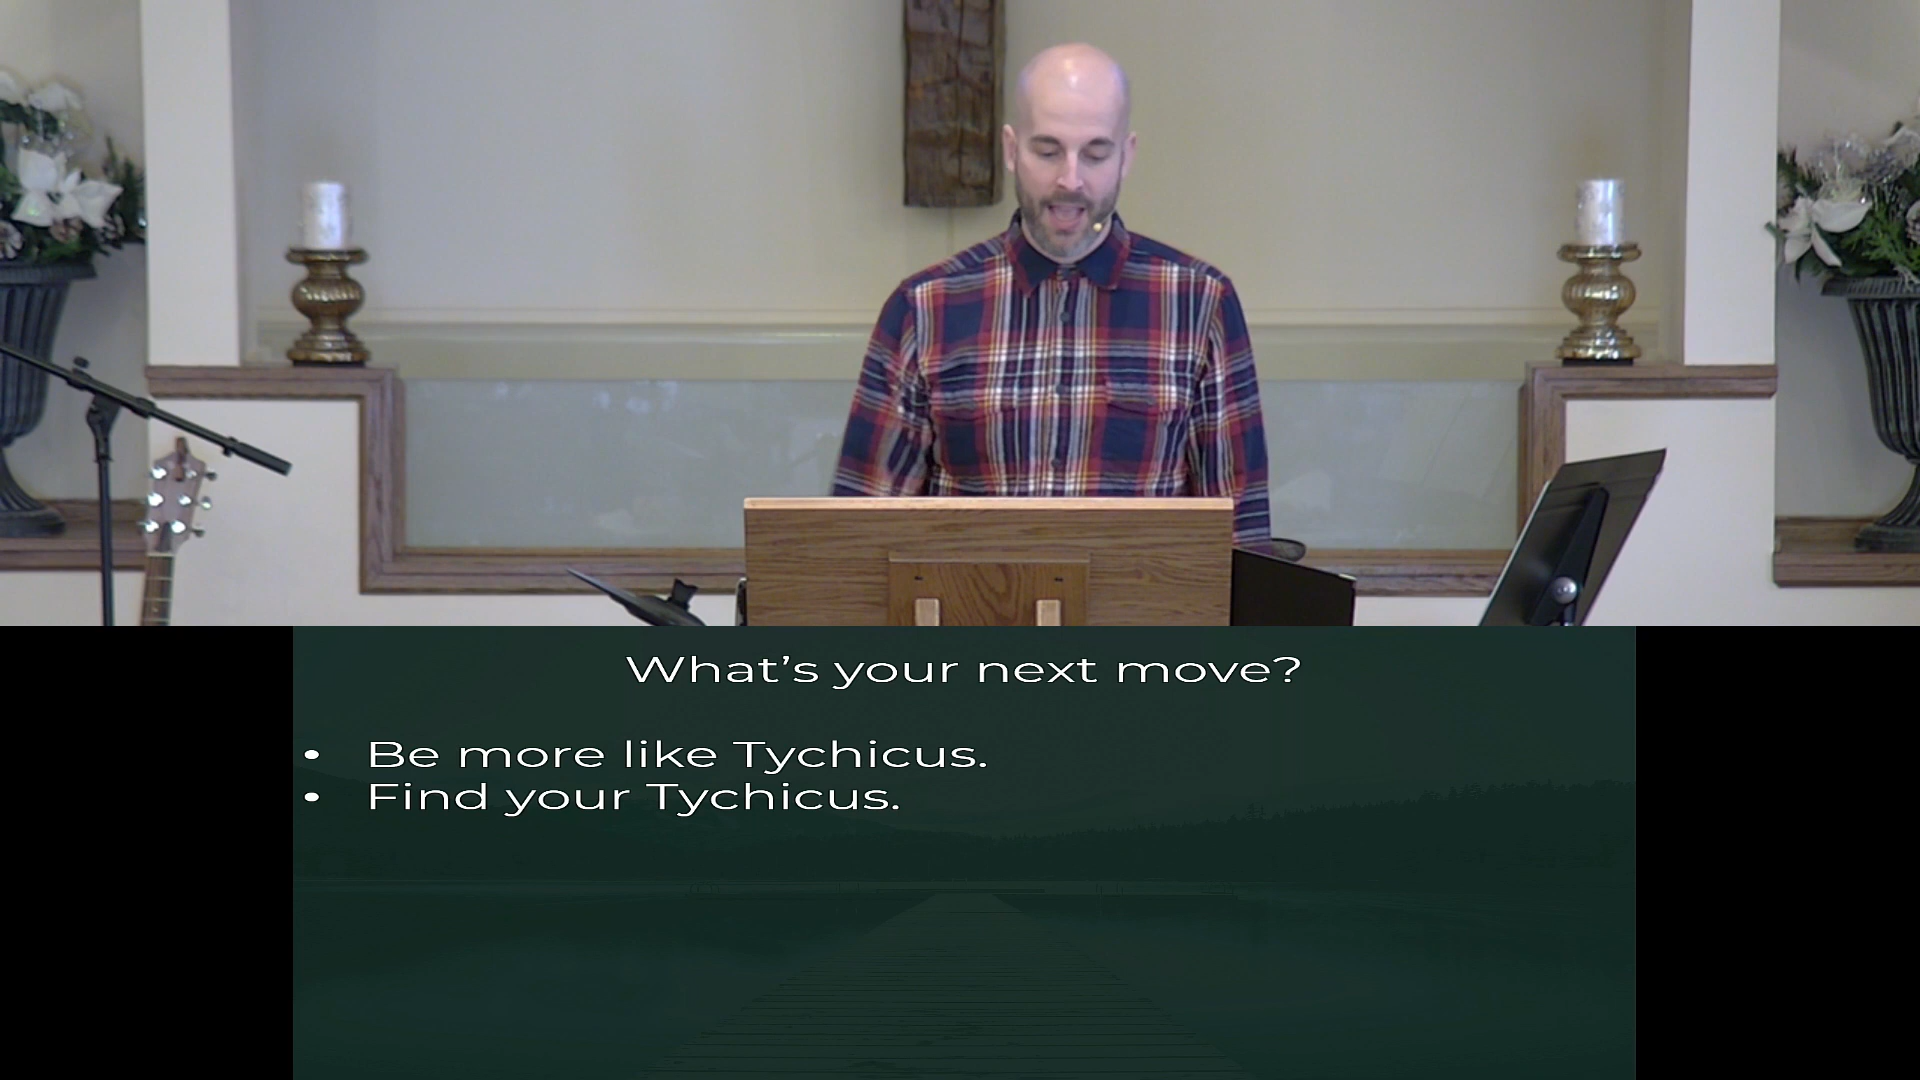 What's your next move?
• Be more like Tychicus.
• Find your Tychicus.